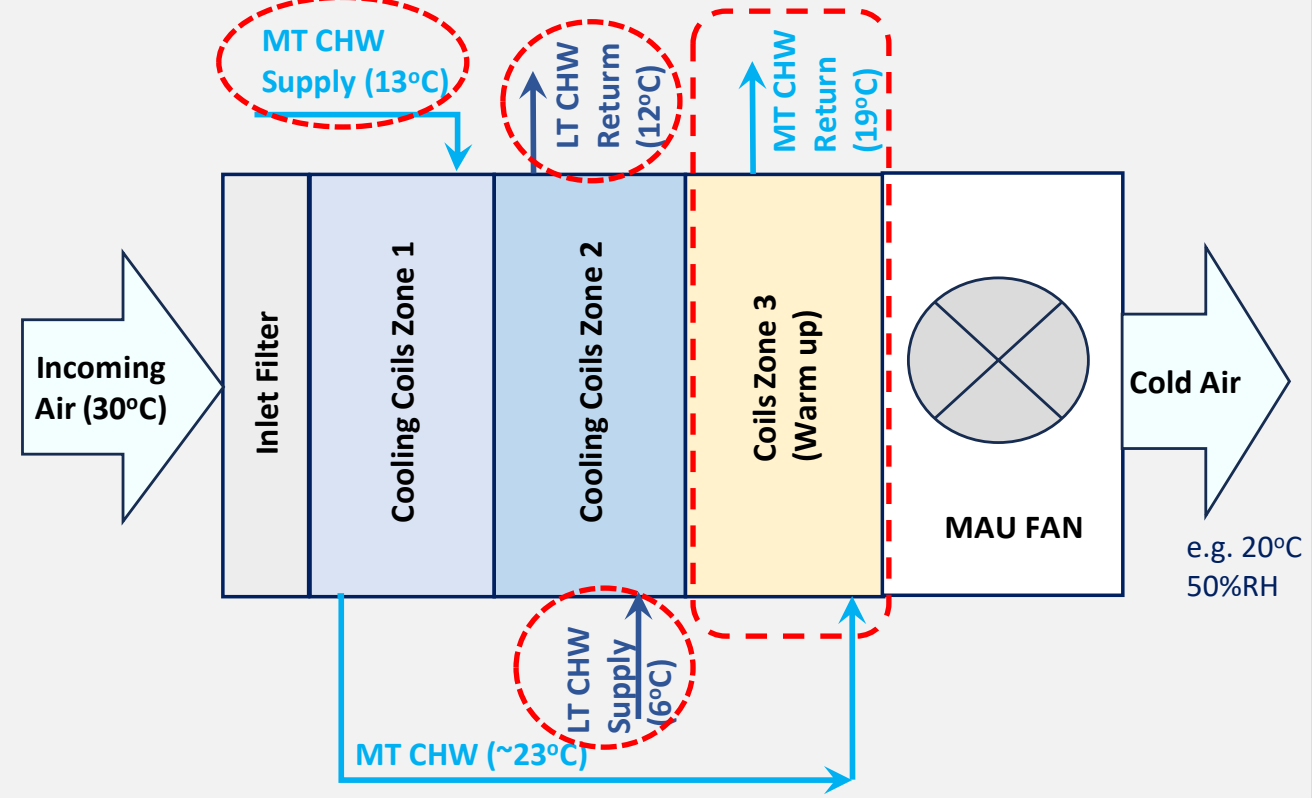 MT CHW
Supply (13°C)
LT CHW
Returm
(12°C)
MT CHW
Return
(19°C)
Incoming
Air (30°C)
Inlet Filter
Cooling Coils Zone 1
Cooling Coils Zone 2
Coils Zone 3
(Warm up)
MAU FAN
Cold Air
e.g. 20°C
50%RH
LT CHW
Supply
(6°C)
MT CHW (~23°C)